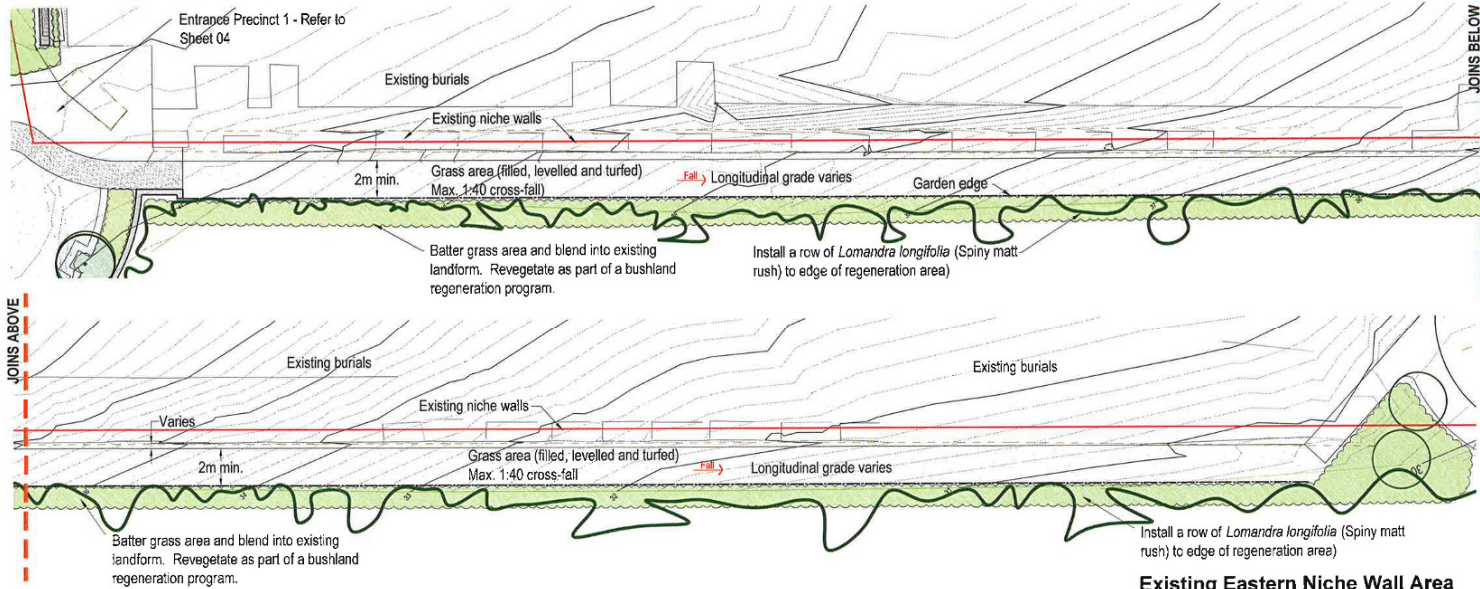 Entrance Precinct 1 - Refer to
Sheet 04
JOINS BELOW
Existing burials
Existing niche walls
2m min.
Grass area (filled, levelled and turfed)
Max. 1:40 cross-fall)
Fall
Longitudinal grade varies
Garden edge
Batter grass area and blend into existing
landform. Revegetate as part of a bushland
regeneration program.
Install a row of Lomandra longifolia (Spiny matt
rush) to edge of regeneration area)
JOINS ABOVE
Existing burials
Existing burials
Existing niche walls
Varies
2m min.
Grass area (filled, levelled and turfed)
Max. 1:40 cross-fall
Fall
Longitudinal grade varies
34
33
32
30
Batter grass area and blend into existing
landform. Revegetate as part of a bushland
regeneration program.
Install a row of Lomandra longifolia (Spiny matt
rush) to edge of regeneration area)
Existing Eastern Niche Wall Area